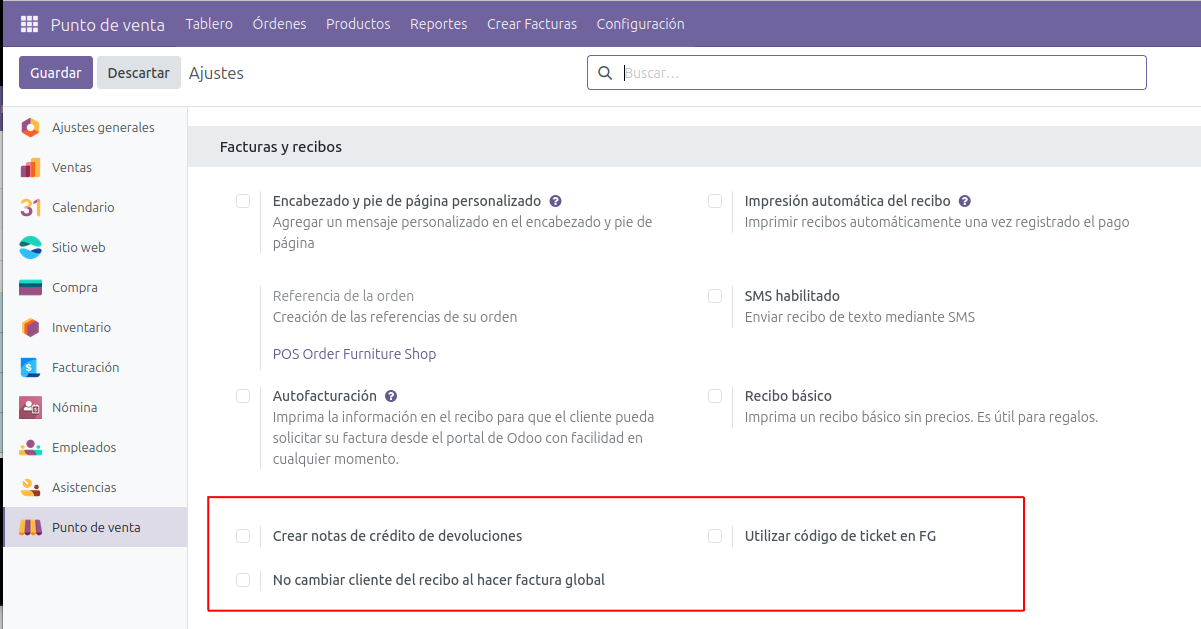 Punto de venta Tablero Órdenes Productos Reportes Crear Facturas Configuración
Guardar Descartar Ajustes Buscar...
Ajustes generales
Ventas
31 Calendario
Sitio web
Compra
Inventario
$ Facturación
Nómina
Empleados
Asistencias
Punto de venta
Facturas y recibos
Encabezado y pie de página personalizado ?
Agregar un mensaje personalizado en el encabezado y pie de
página
Impresión automática del recibo ?
Imprimir recibos automáticamente una vez registrado el pago
Referencia de la orden
Creación de las referencias de su orden
POS Order Furniture Shop
SMS habilitado
Enviar recibo de texto mediante SMS
Autofacturación ?
Imprima la información en el recibo para que el cliente pueda
solicitar su factura desde el portal de Odoo con facilidad en
cualquier momento.
Recibo básico
Imprima un recibo básico sin precios. Es útil para regalos.
Crear notas de crédito de devoluciones
Utilizar código de ticket en FG
No cambiar cliente del recibo al hacer factura global